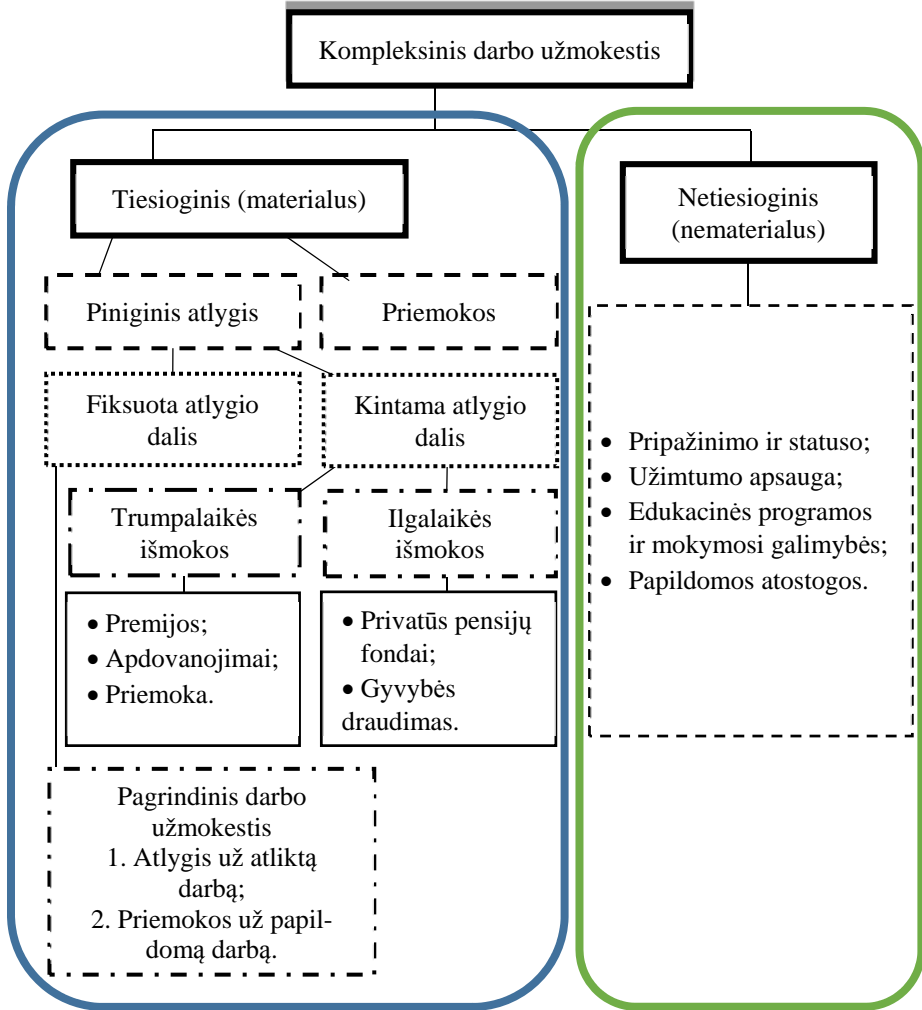 Kompleksinis darbo užmokestis
Tiesioginis (materialus)
Netiesioginis
(nematerialus)
Piniginis atlygis
Priemokos
Fiksuota atlygio
dalis
Kintama atlygio
dalis
Trumpalaikės
išmokos
Ilgalaikės
išmokos
• Premijos;
• Apdovanojimai;
• Priemoka.
• Privatūs pensijų
fondai;
• Gyvybės
draudimas.
Pagrindinis darbo
užmokestis
1. Atlygis už atliktą
darbą;
2. Priemokos už papil-
domą darbą.
• Pripažinimo ir statuso;
• Užimtumo apsauga;
• Edukacinės programos
ir mokymosi galimybės;
• Papildomos atostogos.